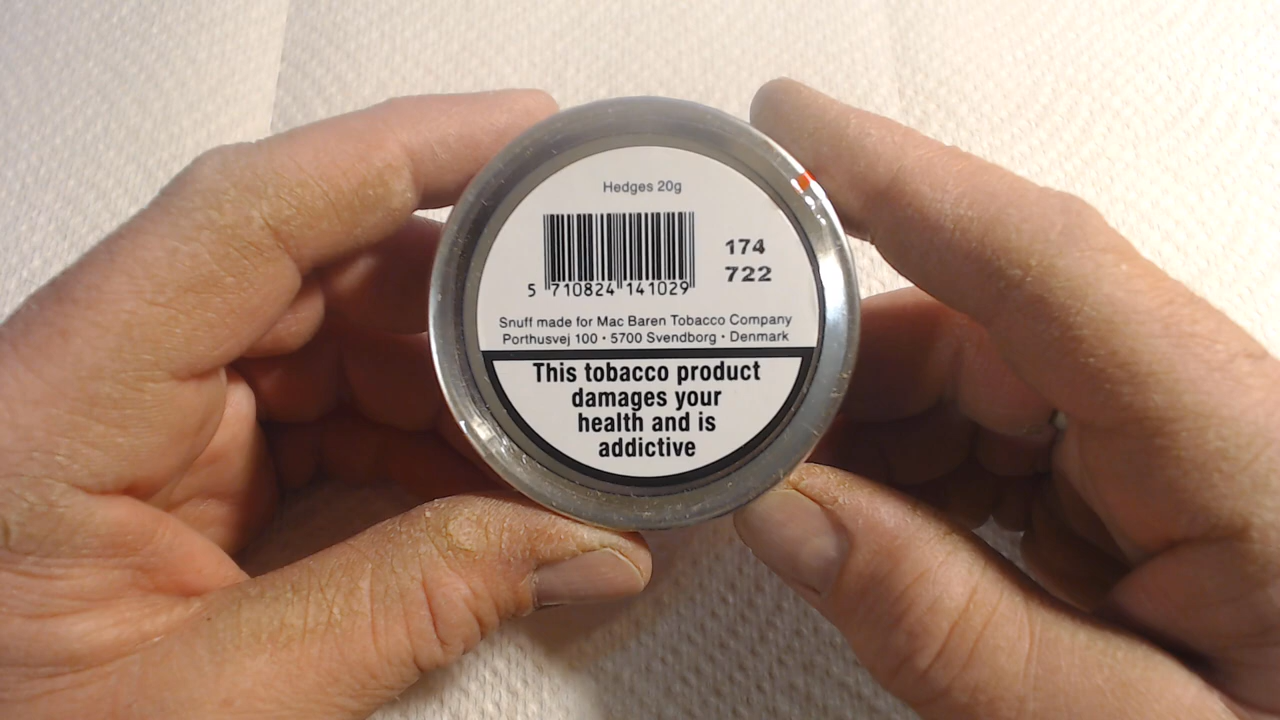 Hedges 20g
174
722
5 710824 141029
Snuff made for Mac Baren Tobacco Company
Porthusvej 100 • 5700 Svendborg • Denmark
This tobacco product
damages your
health and is
addictive